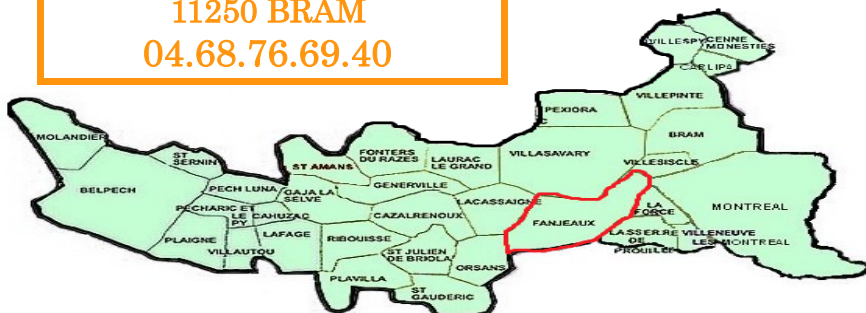 11250 BRAM
04.68.76.69.40
VILLESPY
CENNE
MONESTIES
CARLIPA
VILLEPINTE
PEXIORA
BRAM
MOLANDIER
ST
SERNIN
FONTERS
DU RAZES
ST AMANS
LAURAC
LE GRAND
VILLASAVARY
VILLESISCLE
BELPECH
PECH LUNA
GAJA LA
SELVE
GENERVILLE
LACASSAIGNE
LA
FORCE
MONTREAL
PECHARIC ET
LE
PY
CAHUZAC
CAZALRENOUX
FANJEAUX
PLAIGNE
LAFAGE
RIBOUISSE
LASSERRE
DE
PROUILLE
VILLENEUVE
LES MONTREAL
VILLAUTOU
ST JULIEN
DE BRIOLA
ORSANS
PLAVILLA
ST
GAUDERIC